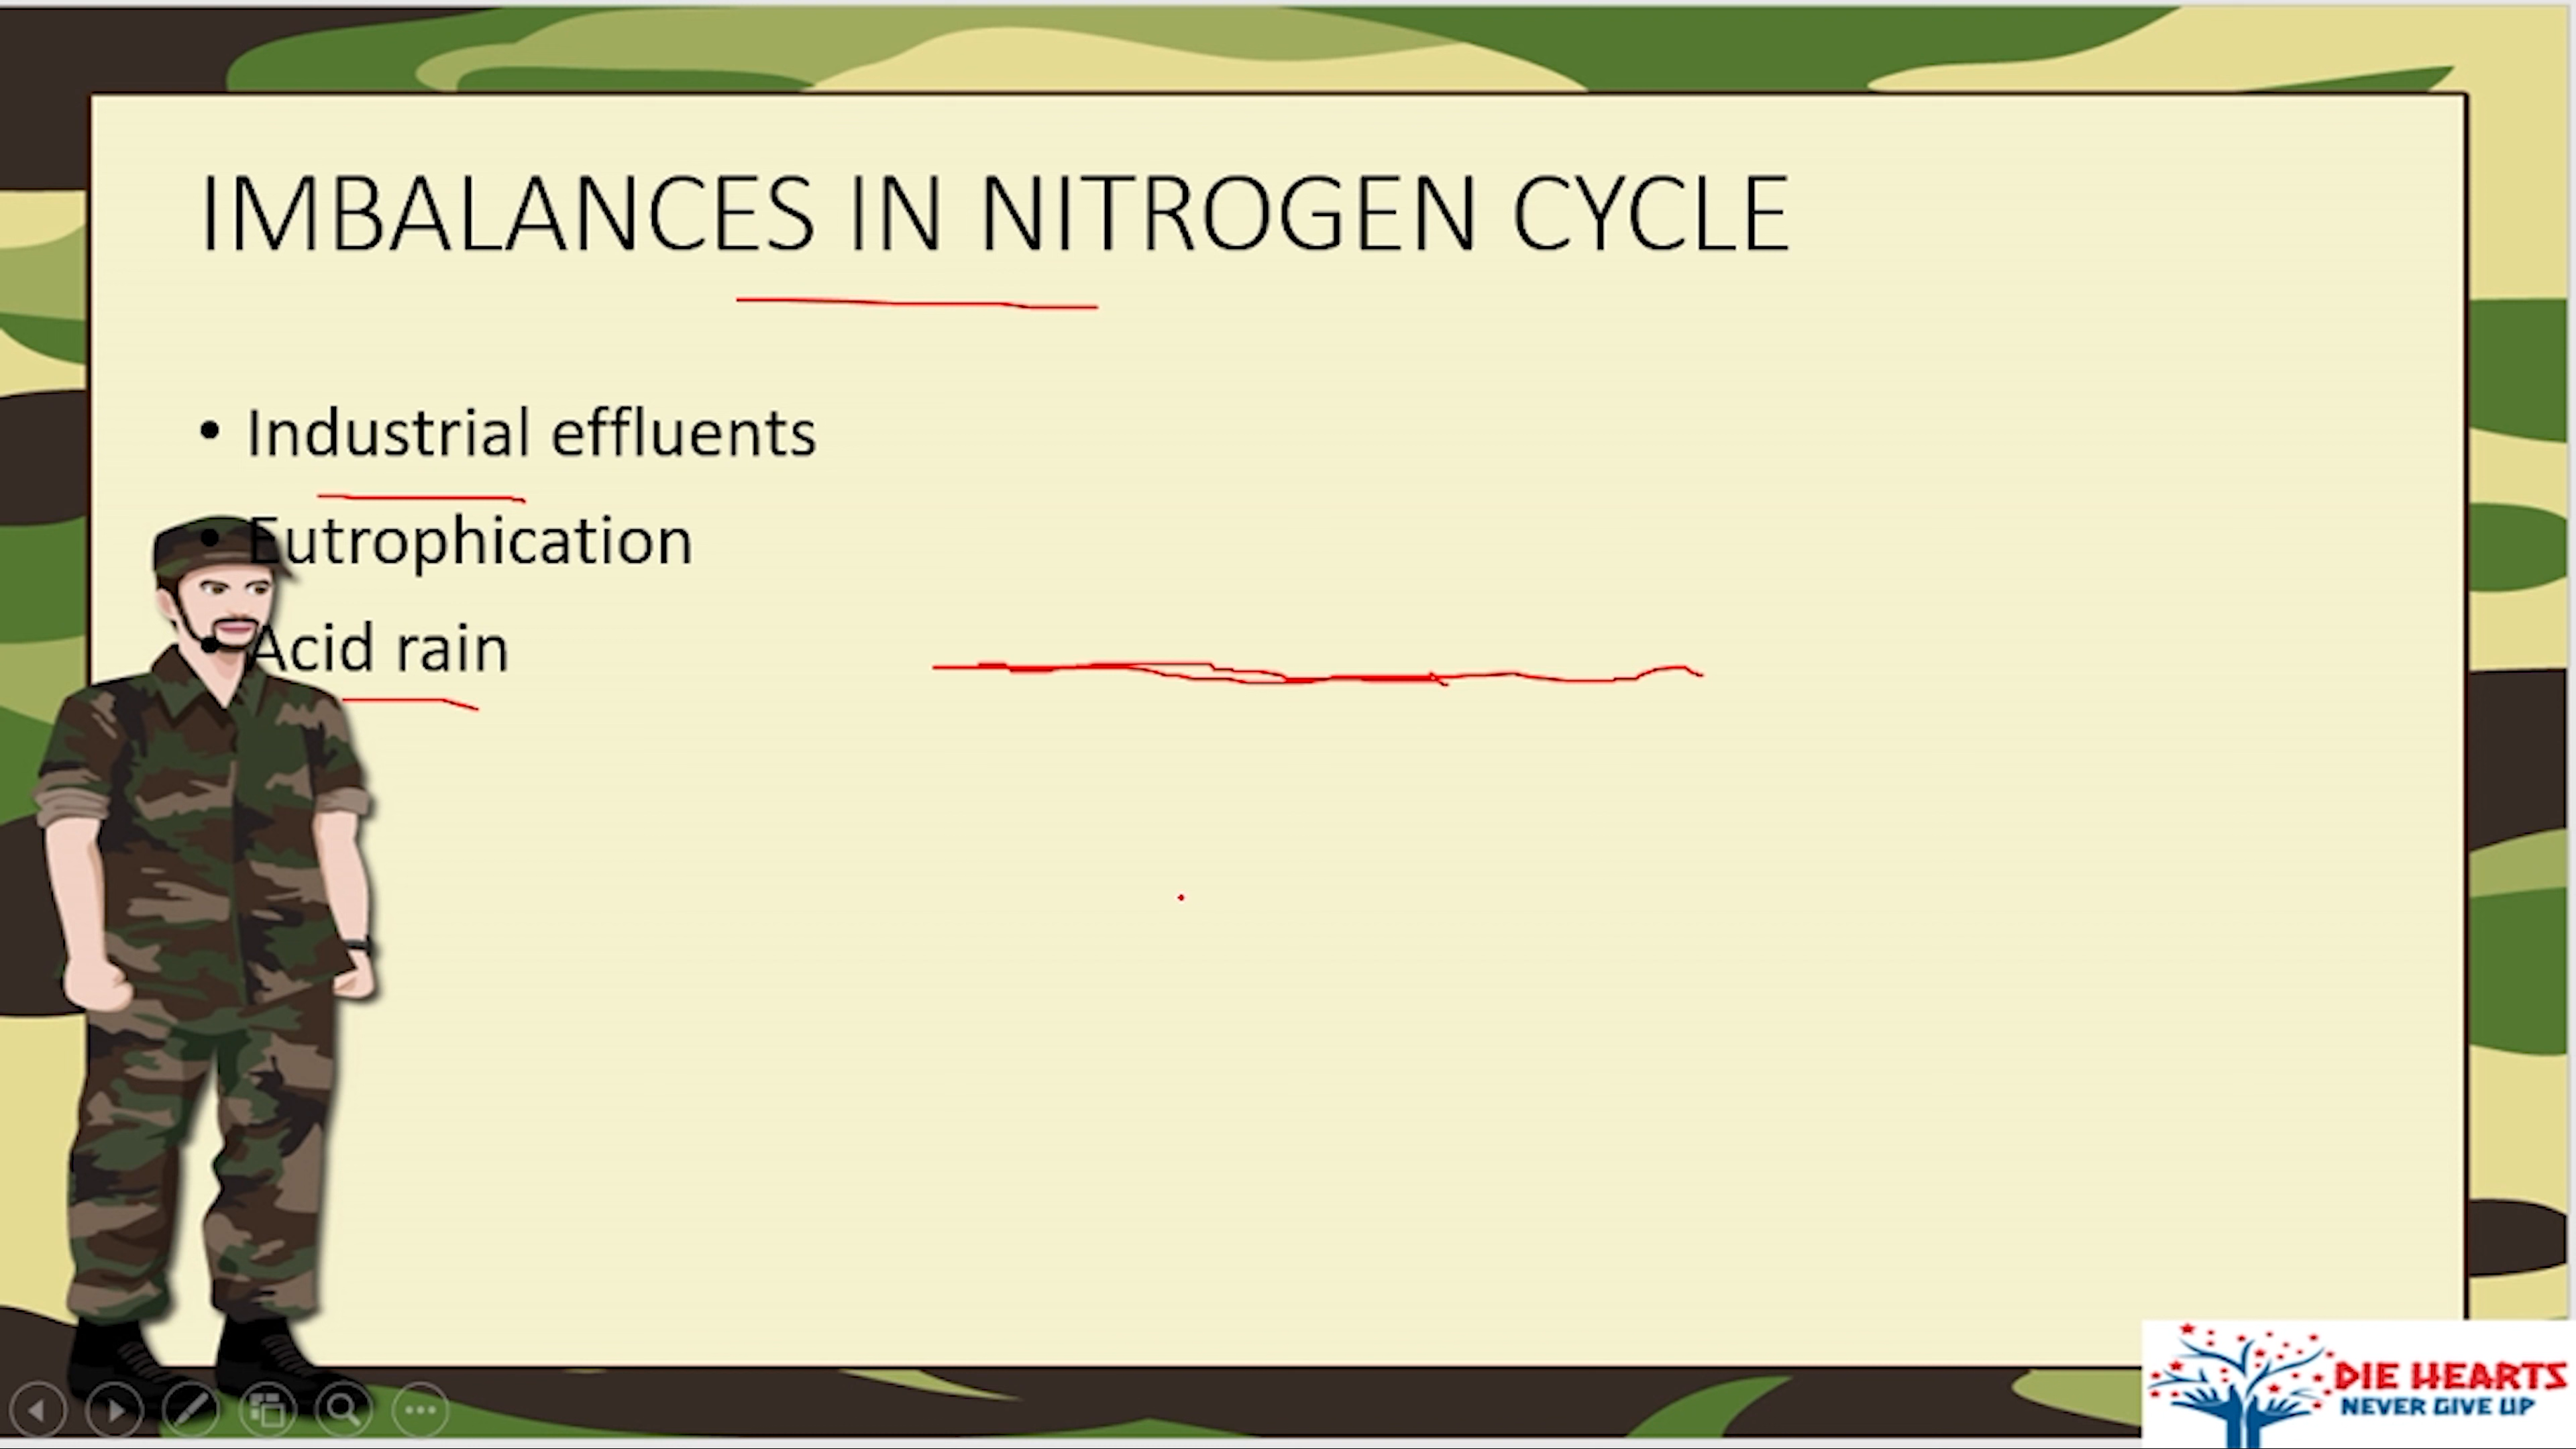 IMBALANCES IN NITROGEN CYCLE
• Industrial effluents
• Eutrophication
• Acid rain
DIE HEARTS
NEVER GIVE UP